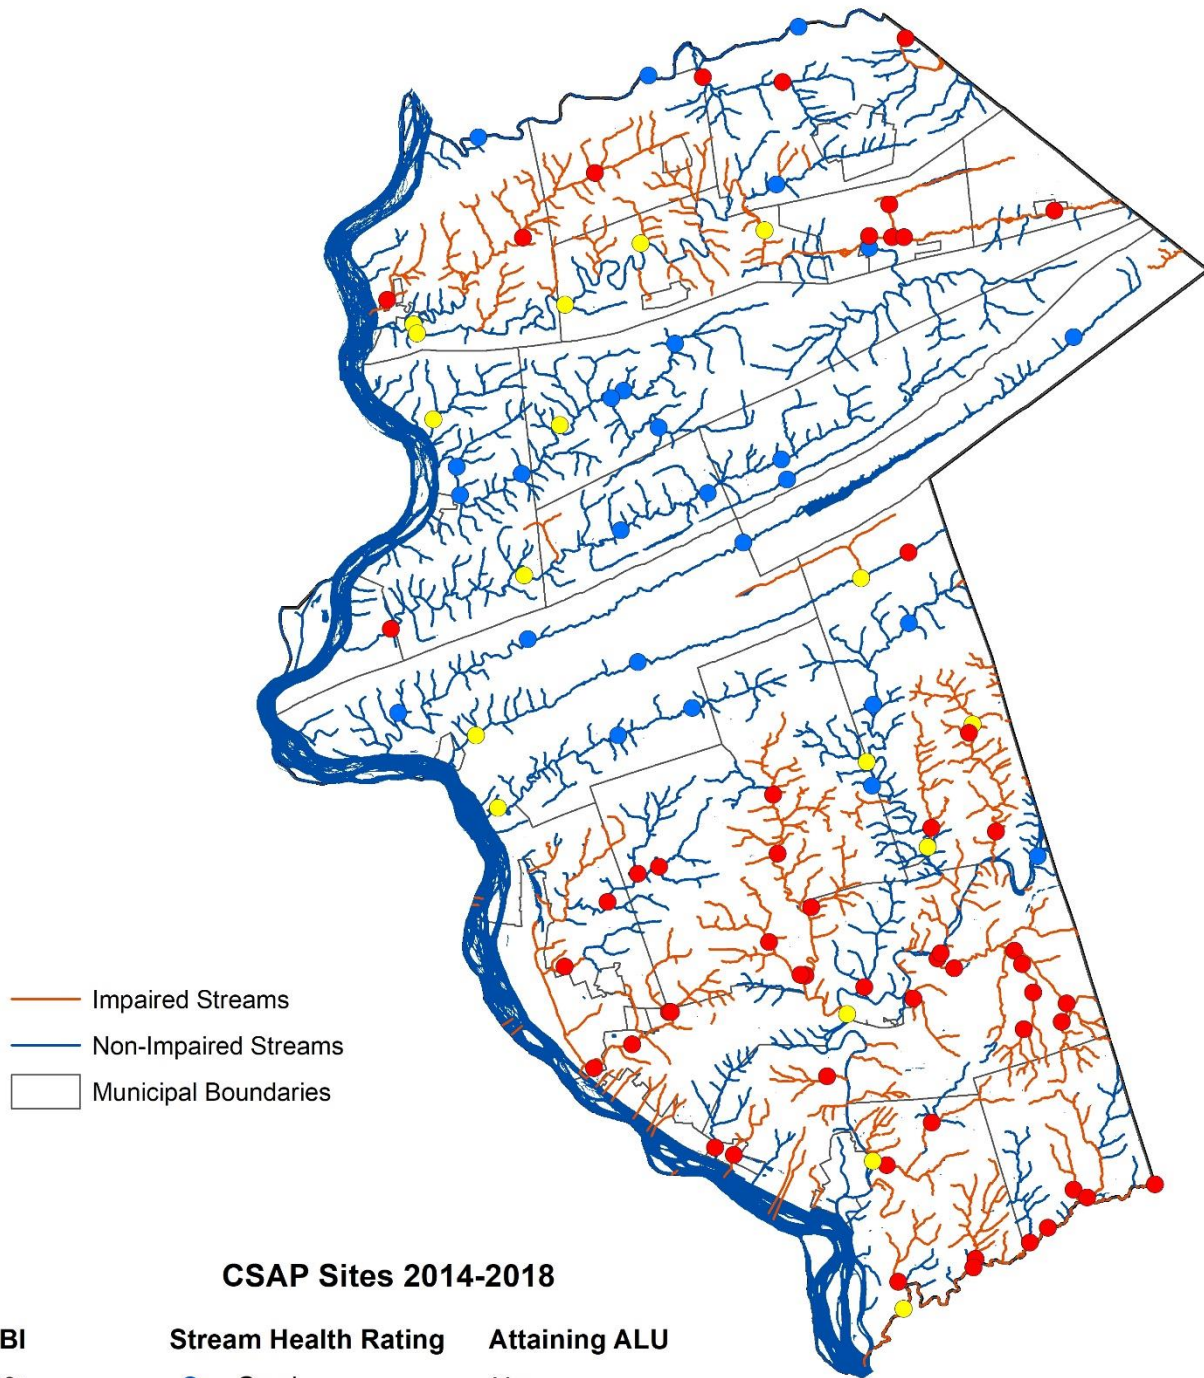 Impaired Streams
Non-Impaired Streams
Municipal Boundaries
CSAP Sites 2014-2018
BI Stream Health Rating Attaining ALU